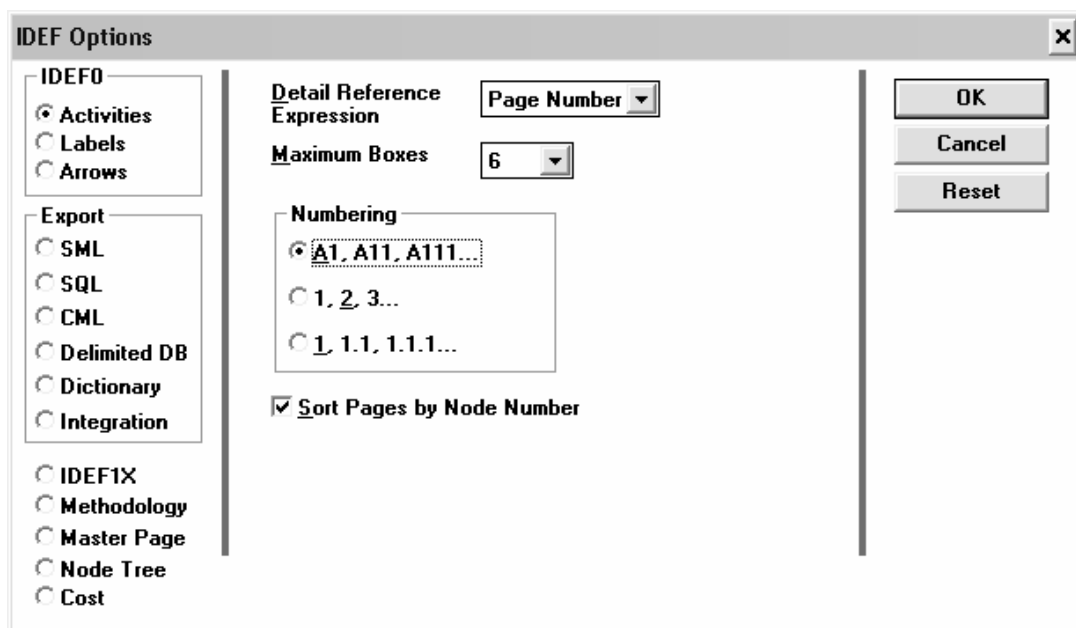 IDEF Options
IDEF0
Activities
Labels
Arrows
Export
SML
SQL
CML
Delimited DB
Dictionary
Integration
IDEF1X
Methodology
Master Page
Node Tree
Cost
Detail Reference
Expression
Page Number
Maximum Boxes
6
Numbering
A1, A11, A111...
1, 2, 3...
1, 1.1, 1.1.1...
Sort Pages by Node Number
OK
Cancel
Reset